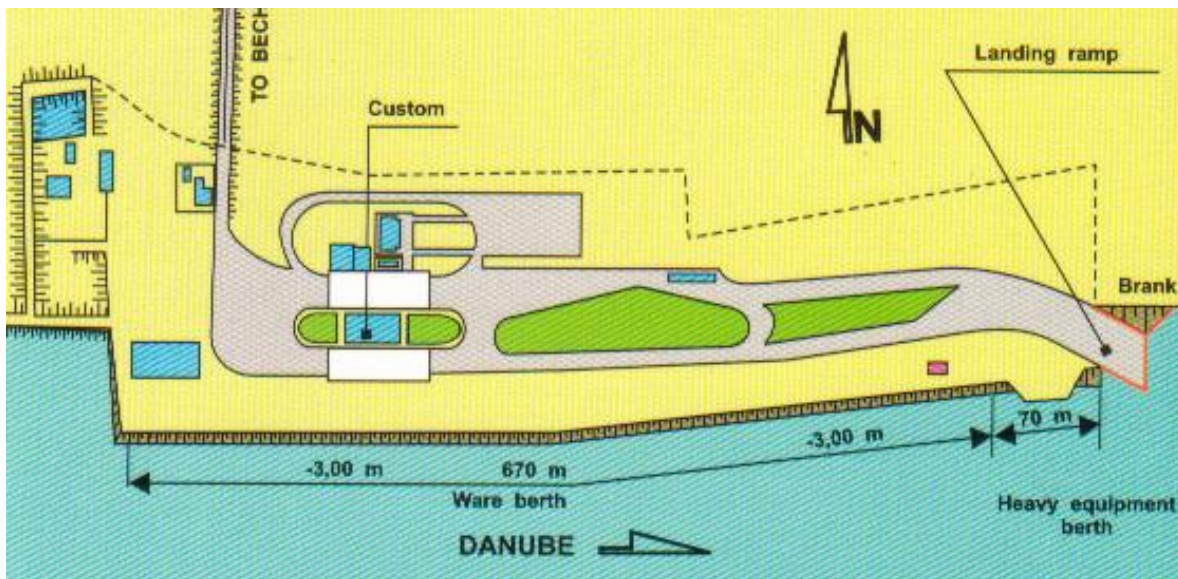 TO BECH
Landing ramp
Custom
N
Brank
-3,00 m
70 m
-3,00 m
670 m
Ware berth
Heavy equipment
berth
DANUBE